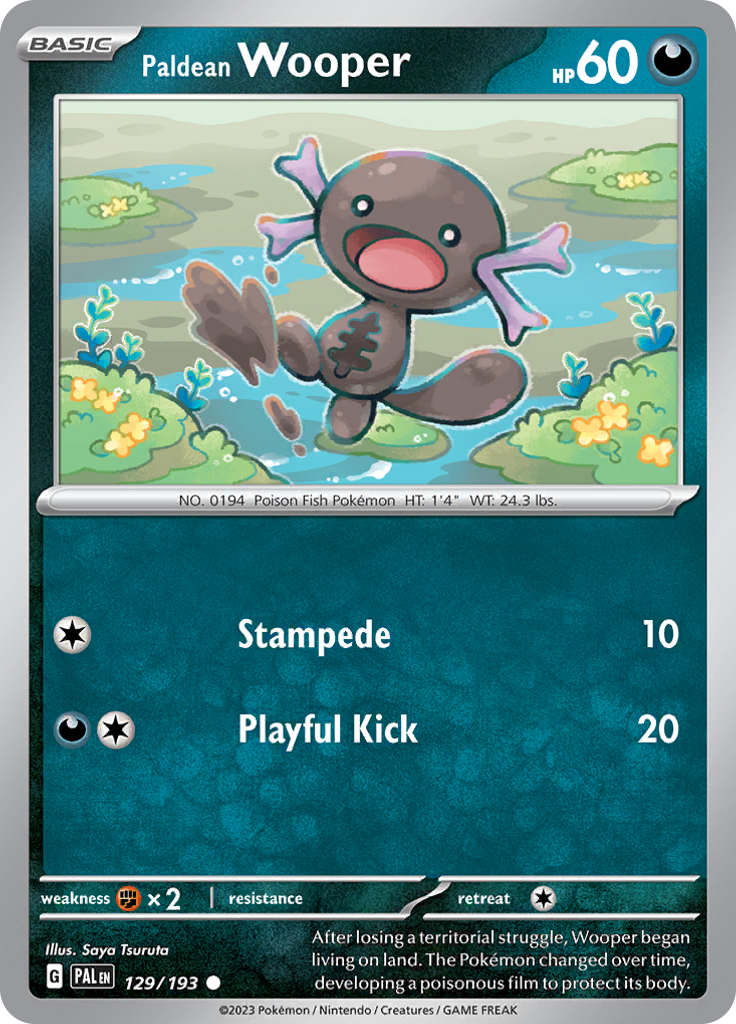 BASIC
Paldean Wooper HP 60
NO. 0194 Poison Fish Pokémon HT: 1'4" WT: 24.3 lbs.
Stampede 10
Playful Kick 20
weakness ×2 resistance retreat
Illus. Saya Tsuruta
G PAL EN 129/193
After losing a territorial struggle, Wooper began
living on land. The Pokémon changed over time,
developing a poisonous film to protect its body.
©2023 Pokémon / Nintendo / Creatures / GAME FREAK